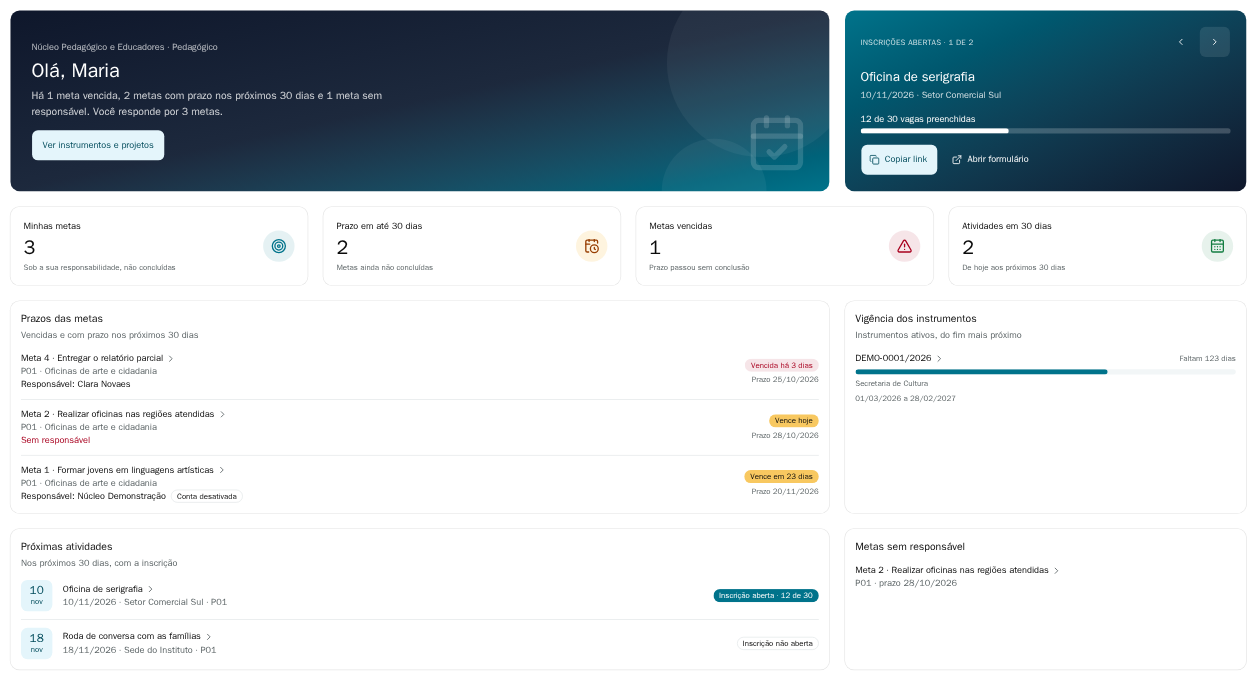 Núcleo Pedagógico e Educadores · Pedagógico
Olá, Maria
Há 1 meta vencida, 2 metas com prazo nos próximos 30 dias e 1 meta sem
responsável. Você responde por 3 metas.
Ver instrumentos e projetos
INSCRIÇÕES ABERTAS · 1 DE 2
Oficina de serigrafia
10/11/2026 · Setor Comercial Sul
12 de 30 vagas preenchidas
Copiar link
Abrir formulário
Minhas metas
3
Sob a sua responsabilidade, não concluídas
Prazo em até 30 dias
2
Metas ainda não concluídas
Metas vencidas
1
Prazo passou sem conclusão
Atividades em 30 dias
2
De hoje aos próximos 30 dias
Prazos das metas
Vencidas e com prazo nos próximos 30 dias
Meta 4 · Entregar o relatório parcial
P01 · Oficinas de arte e cidadania
Responsável: Clara Novaes
Vencida há 3 dias
Prazo 25/10/2026
Meta 2 · Realizar oficinas nas regiões atendidas
P01 · Oficinas de arte e cidadania
Sem responsável
Vence hoje
Prazo 28/10/2026
Meta 1 · Formar jovens em linguagens artísticas
P01 · Oficinas de arte e cidadania
Responsável: Núcleo Demonstração Conta desativada
Vence em 23 dias
Prazo 20/11/2026
Vigência dos instrumentos
Instrumentos ativos, do fim mais próximo
DEMO-0001/2026
Faltam 123 dias
Secretaria de Cultura
01/03/2026 a 28/02/2027
Próximas atividades
Nos próximos 30 dias, com a inscrição
10
nov
Oficina de serigrafia
10/11/2026 · Setor Comercial Sul · P01
Inscrição aberta · 12 de 30
18
nov
Roda de conversa com as famílias
18/11/2026 · Sede do Instituto · P01
Inscrição não aberta
Metas sem responsável
Meta 2 · Realizar oficinas nas regiões atendidas
P01 · prazo 28/10/2026